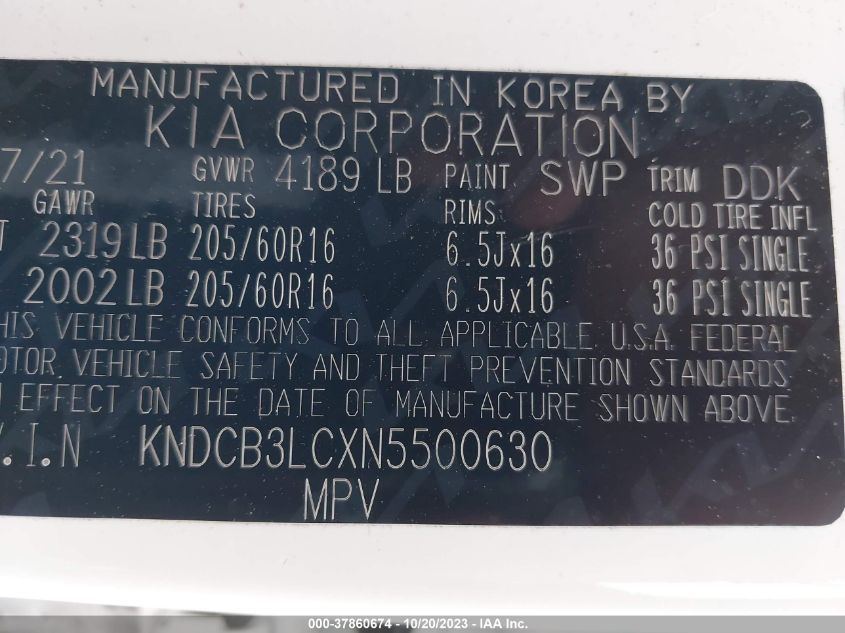 MANUFACTURED IN KOREA BY
KIA CORPORATION
7/21 GVWR 4189 LB PAINT SWP TRIM DDK
GAWR TIRES RIMS COLD TIRE INFL
T 2319 LB 205/60R16 6.5Jx16 36 PSI SINGLE
2002 LB 205/60R16 6.5Jx16 36 PSI SINGLE
HIS VEHICLE CONFORMS TO ALL APPLICABLE U.S.A. FEDERAL
OTOR VEHICLE SAFETY AND THEFT PREVENTION STANDARDS
N EFFECT ON THE DATE OF MANUFACTURE SHOWN ABOVE.
V.I.N KNDCB3LCXN5500630
MPV
000-37860674 - 10/20/2023 - IAA Inc.